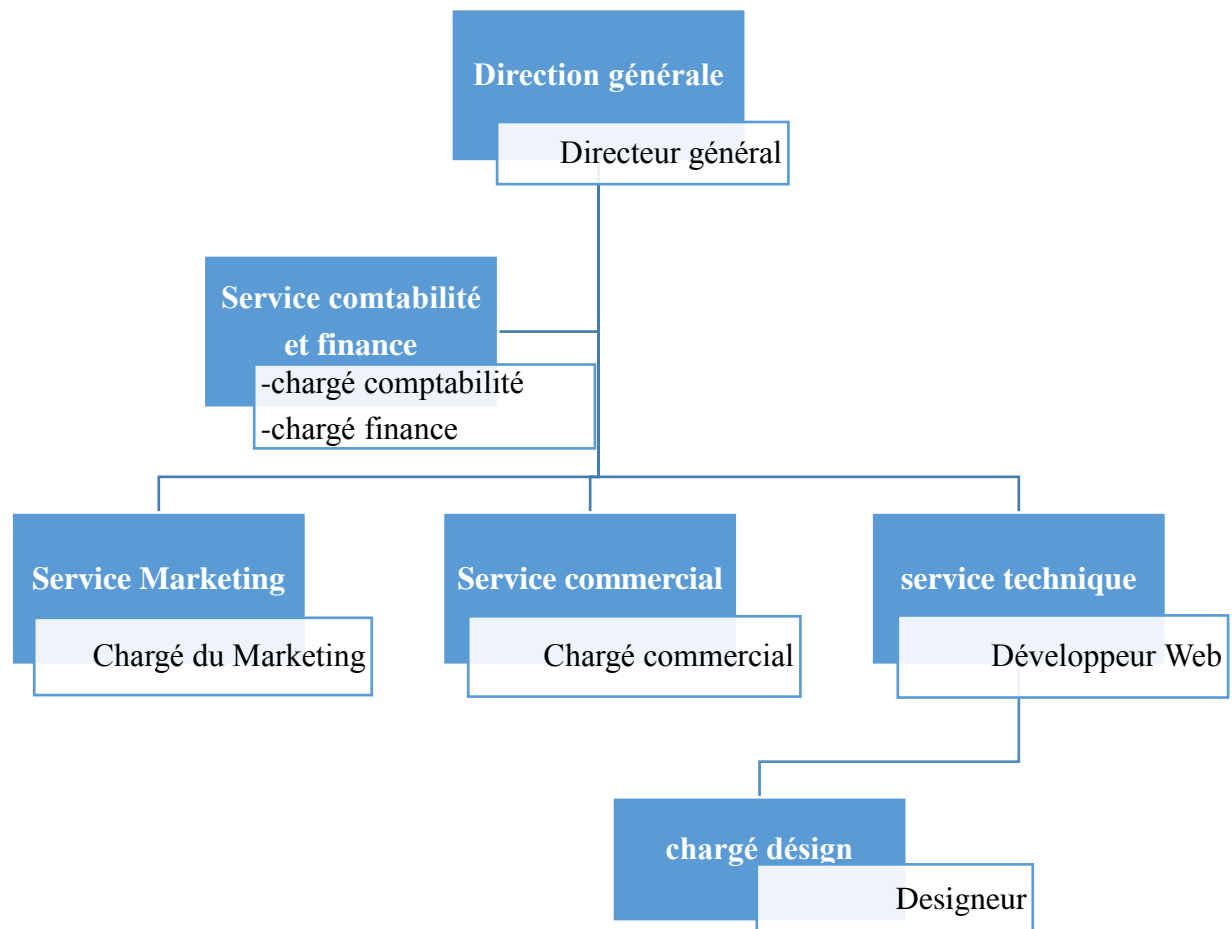 Direction générale
Directeur général
Service comtabilité
et finance
-chargé comptabilité
-chargé finance
Service Marketing
Chargé du Marketing
Service commercial
Chargé commercial
service technique
Développeur Web
chargé désign
Designeur